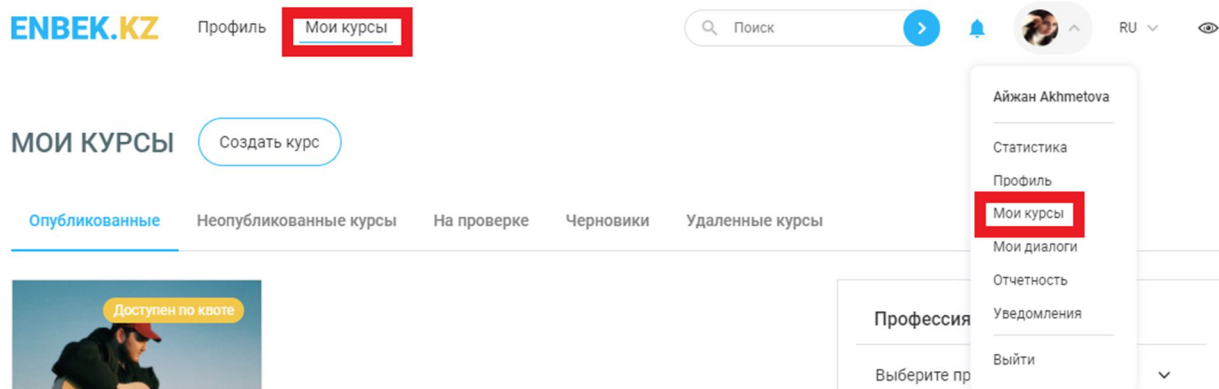 ENBEK.KZ Профиль Мои курсы Поиск RU
Айжан Akhmetova
МОИ КУРСЫ Создать курс
Статистика
Профиль
Опубликованные Неопубликованные курсы На проверке Черновики Удаленные курсы
Мои курсы
Мои диалоги
Отчетность
Доступен по квоте
Профессия
Уведомления
Выйти
Выберите пр